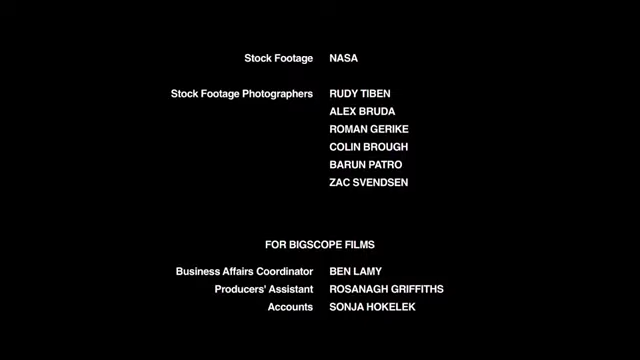 Stock Footage NASA
Stock Footage Photographers RUDY TIBEN
ALEX BRUDA
ROMAN GERIKE
COLIN BROUGH
BARUN PATRO
ZAC SVENDSEN
FOR BIGSCOPE FILMS
Business Affairs Coordinator BEN LAMY
Producers' Assistant ROSANAGH GRIFFITHS
Accounts SONJA HOKELEK